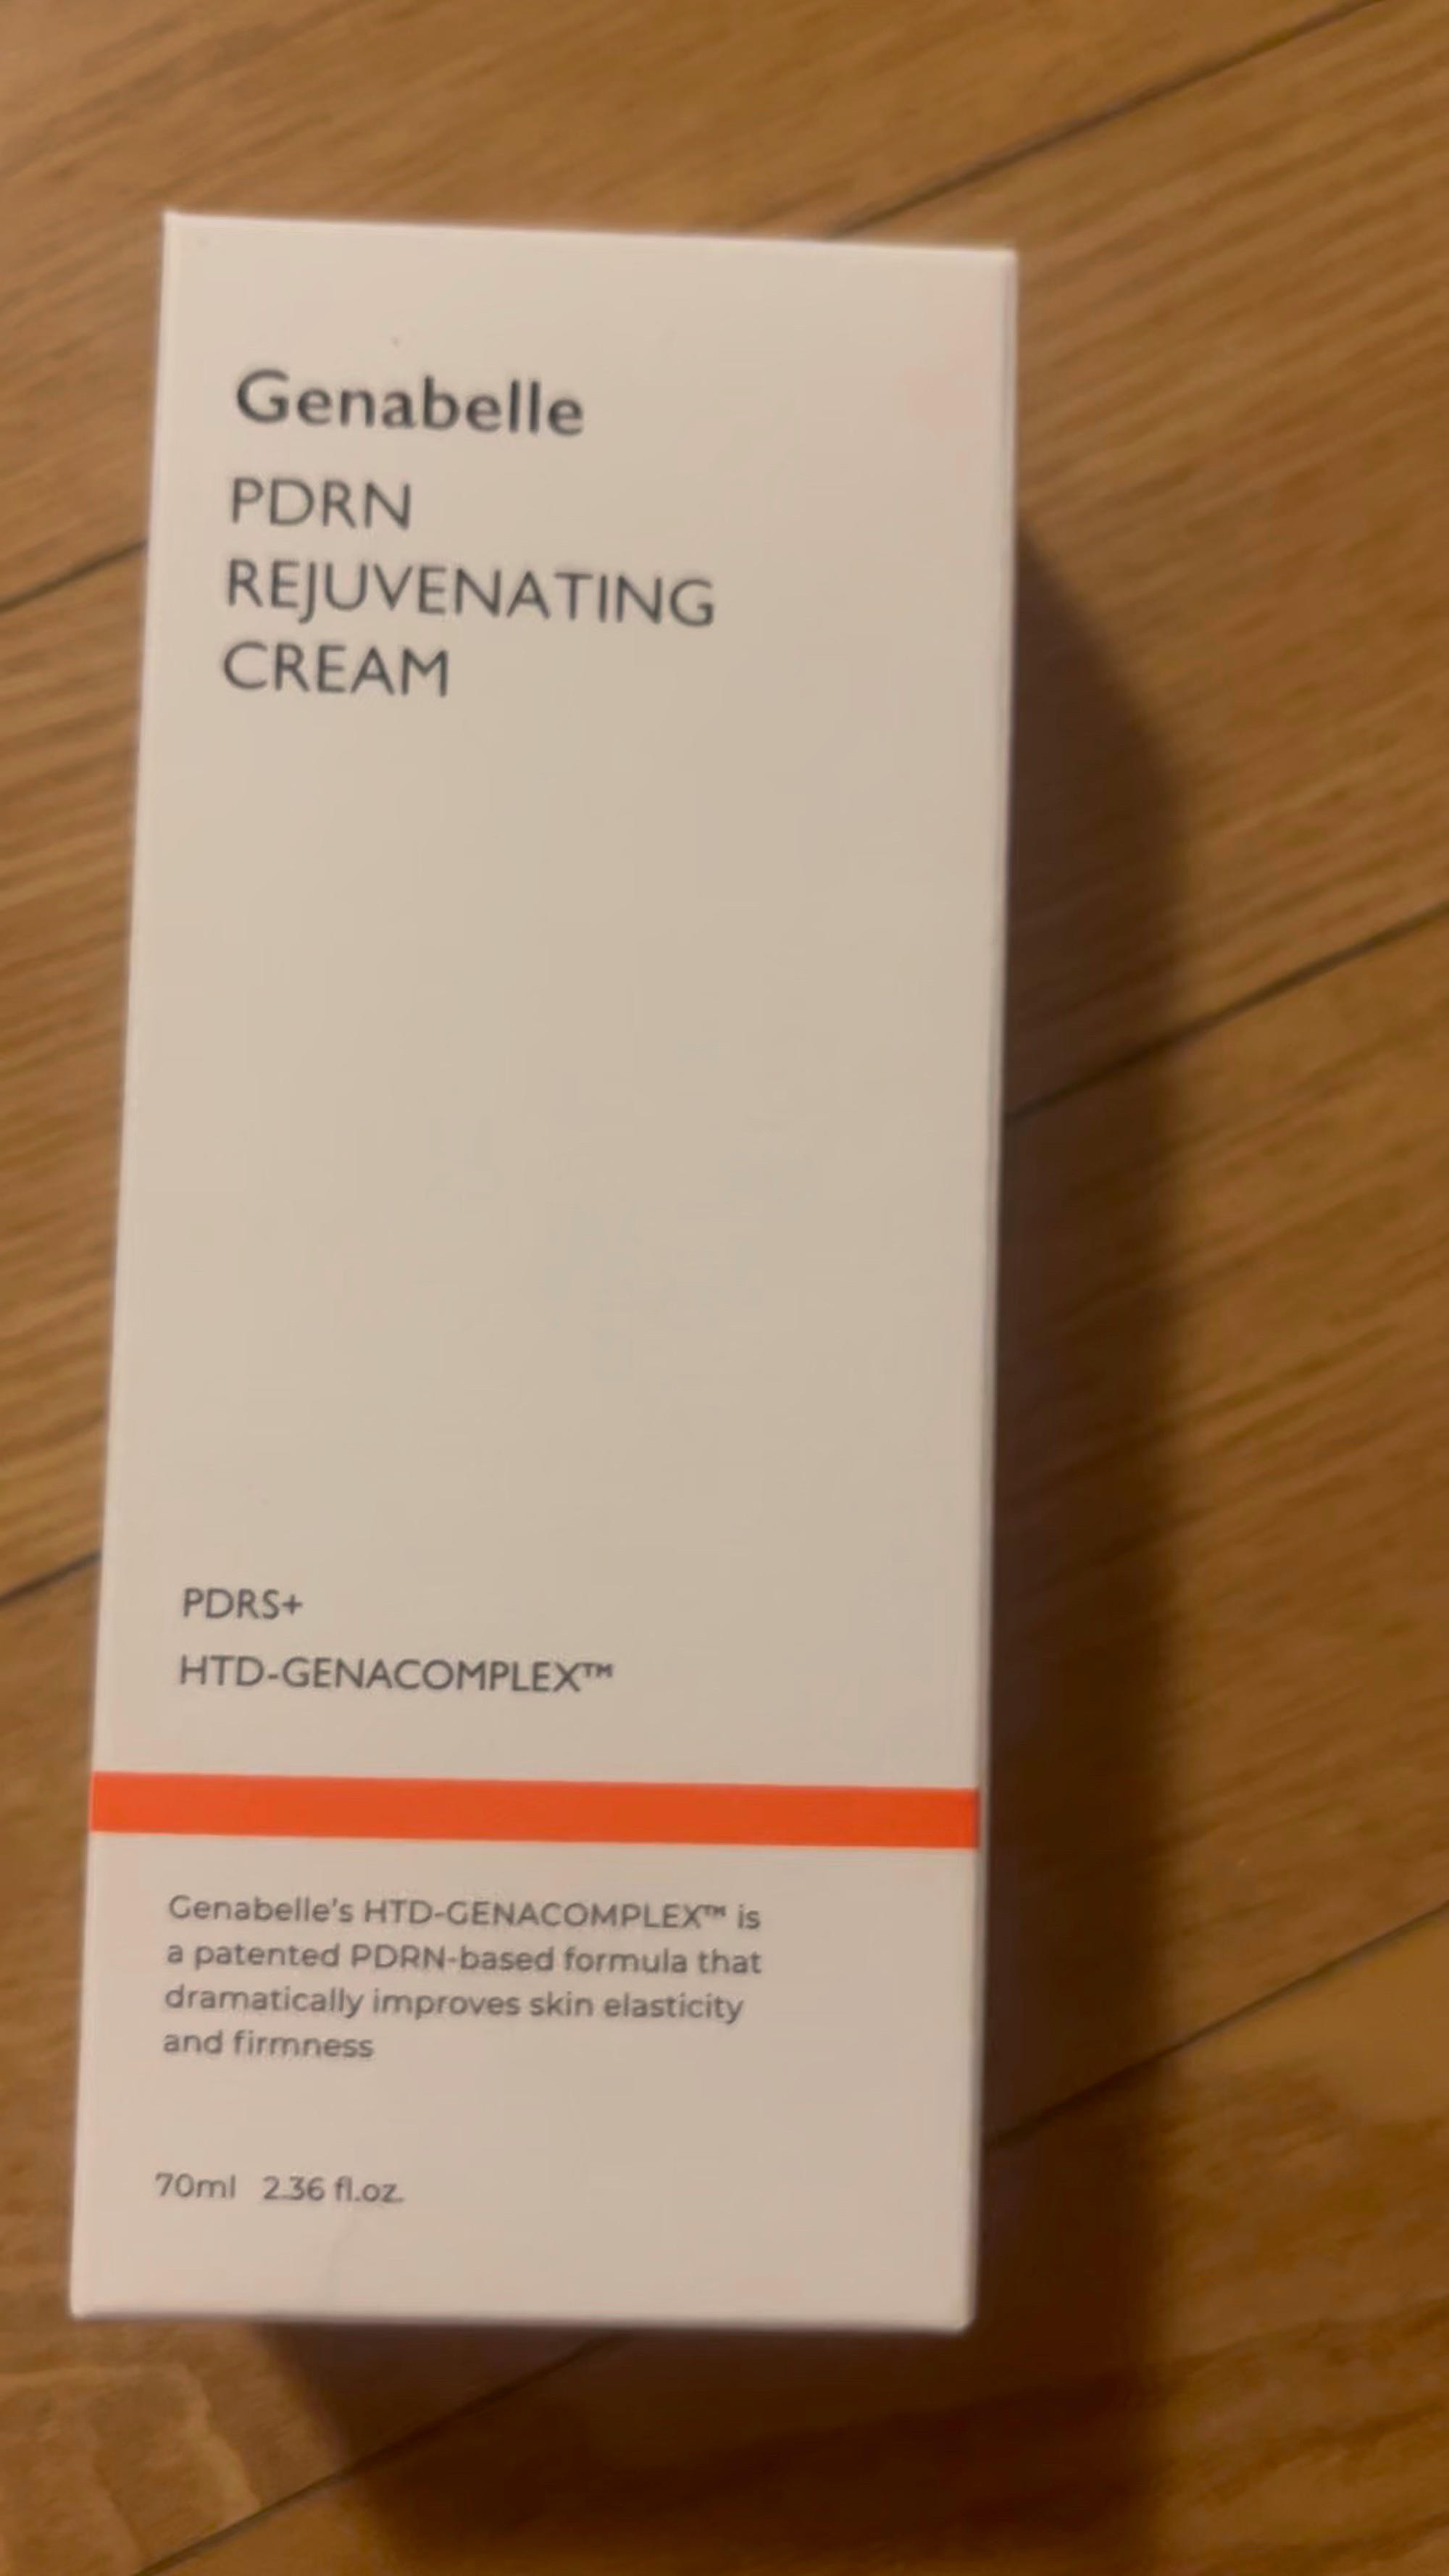 Genabelle
PDRN
REJUVENATING
CREAM
PDRS+
HTD-GENACOMPLEX™
Genabelle's HTD-GENACOMPLEX™ is
a patented PDRN-based formula that
dramatically improves skin elasticity
and firmness
70ml 2.36 fl.oz.